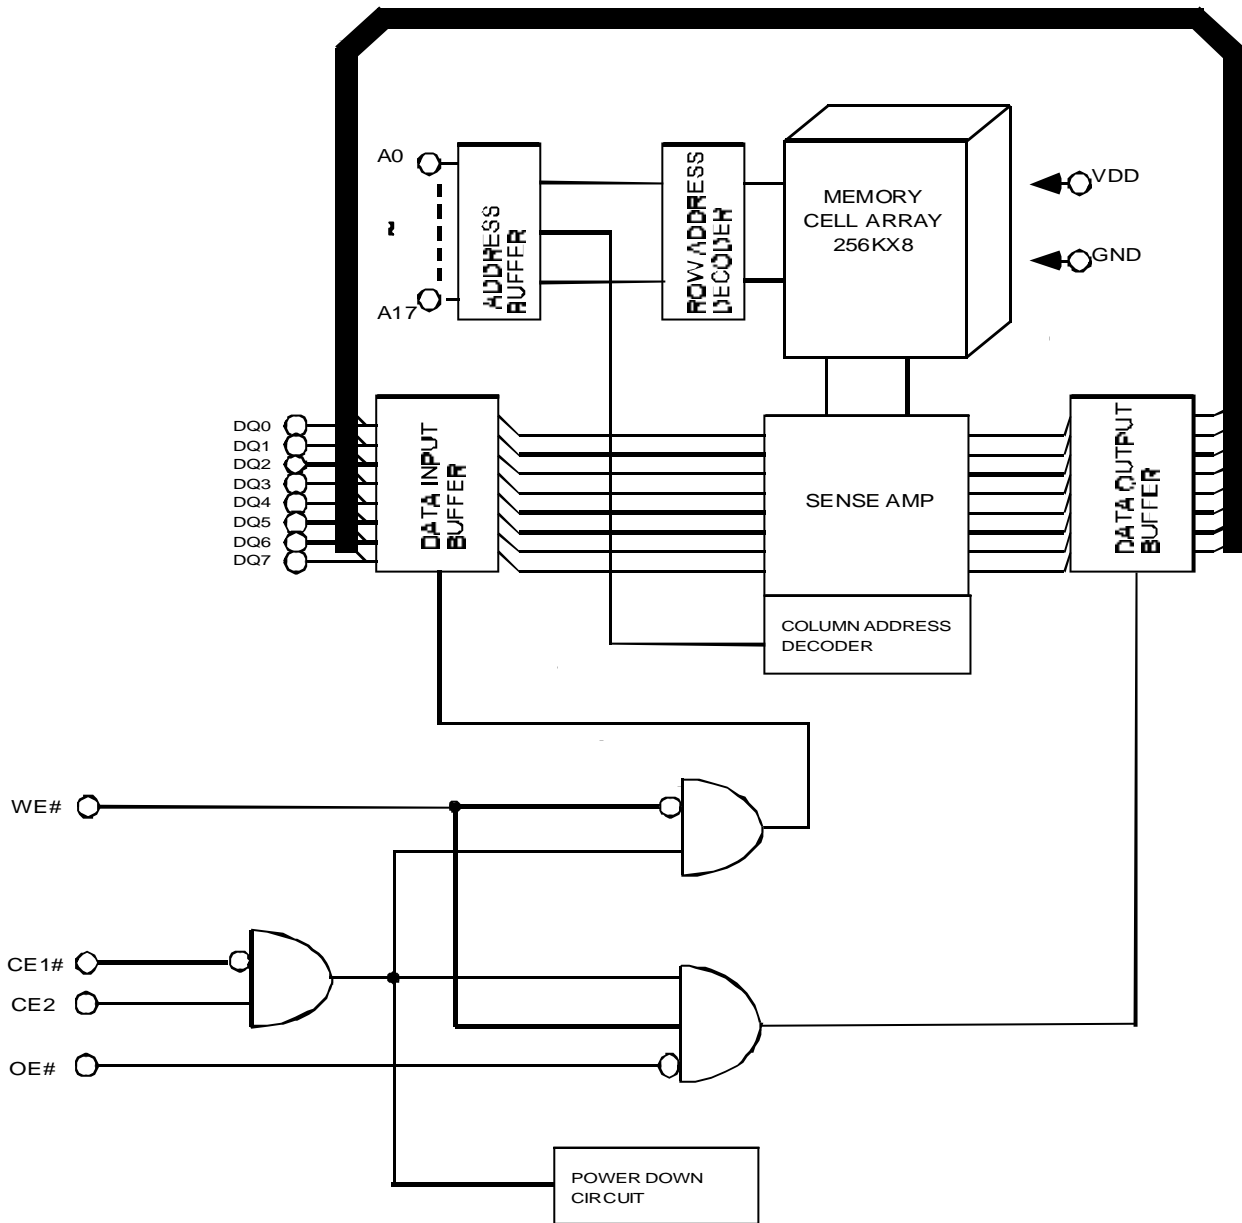 A0
~
A17
ADDRESS
BUFFER
ROW ADDRESS
DECODER
MEMORY
CELL ARRAY
256KX8
VDD
GND
DQ0
DQ1
DQ2
DQ3
DQ4
DQ5
DQ6
DQ7
DATA INPUT
BUFFER
SENSE AMP
DATA OUTPUT
BUFFER
COLUMN ADDRESS
DECODER
WE#
CE1#
CE2
OE#
POWER DOWN
CIRCUIT